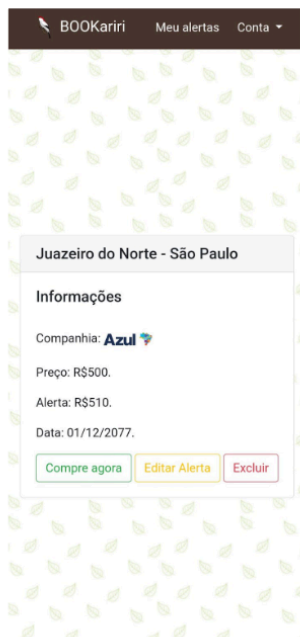 BOOKariri Meu alertas Conta
Juazeiro do Norte - São Paulo
Informações
Companhia: Azul
Preço: R$500.
Alerta: R$510.
Data: 01/12/2077.
Compre agora Editar Alerta Excluir